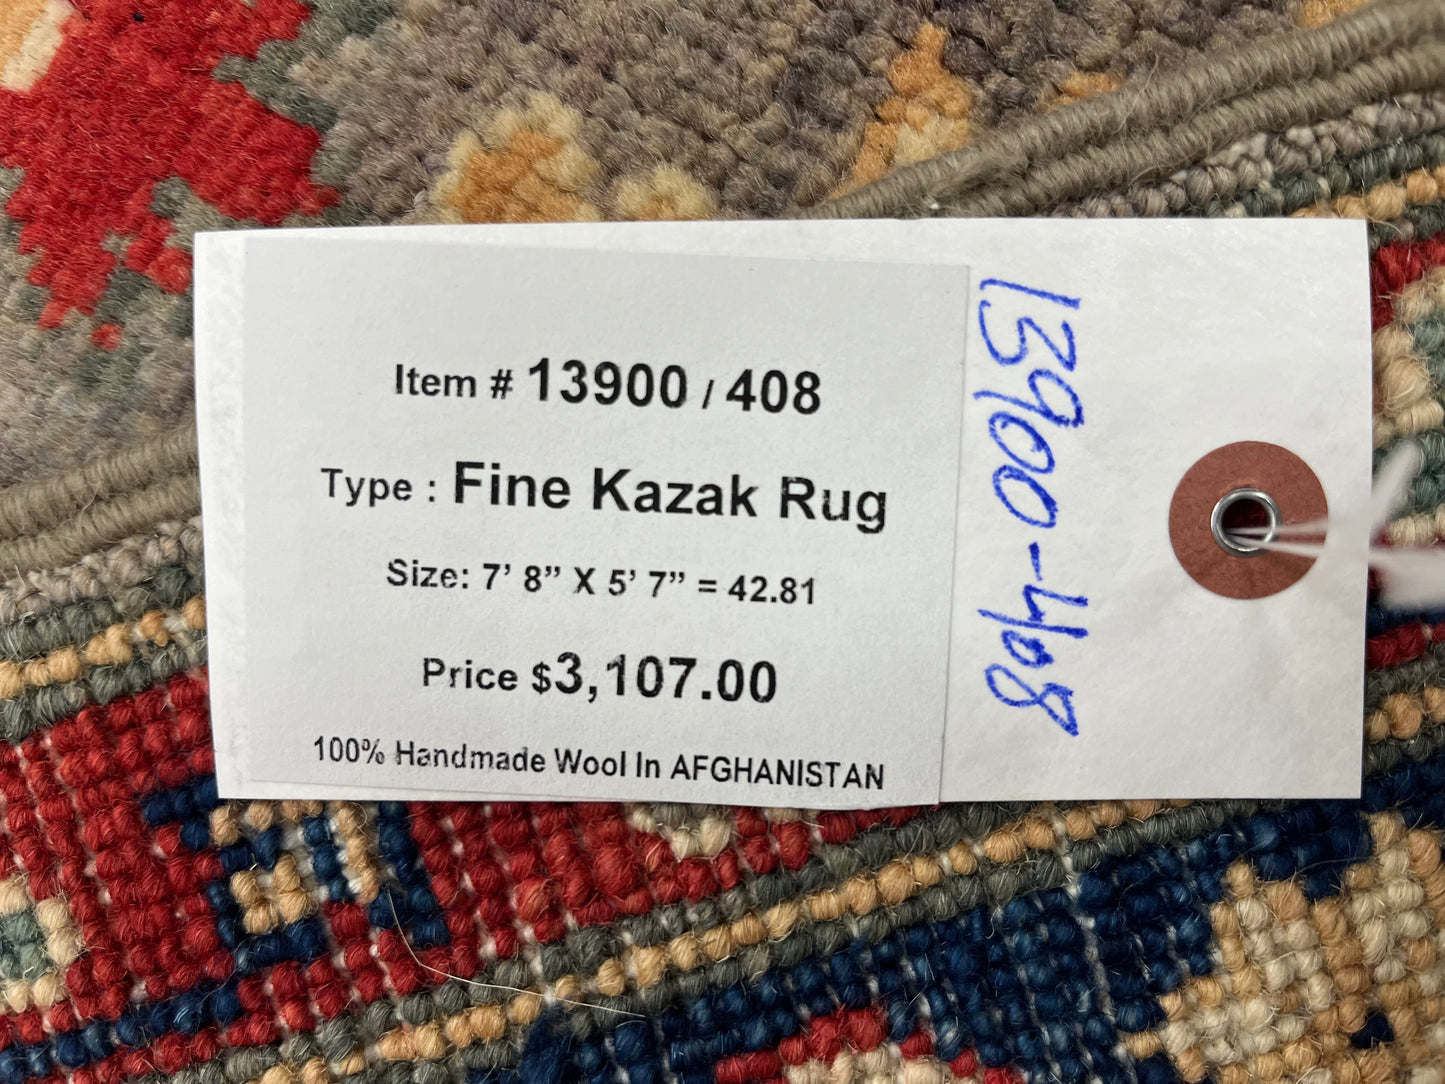 Item # 13900 / 408
Type : Fine Kazak Rug
Size: 7’ 8” X 5’ 7” = 42.81
Price $3,107.00
100% Handmade Wool In AFGHANISTAN
13900-408